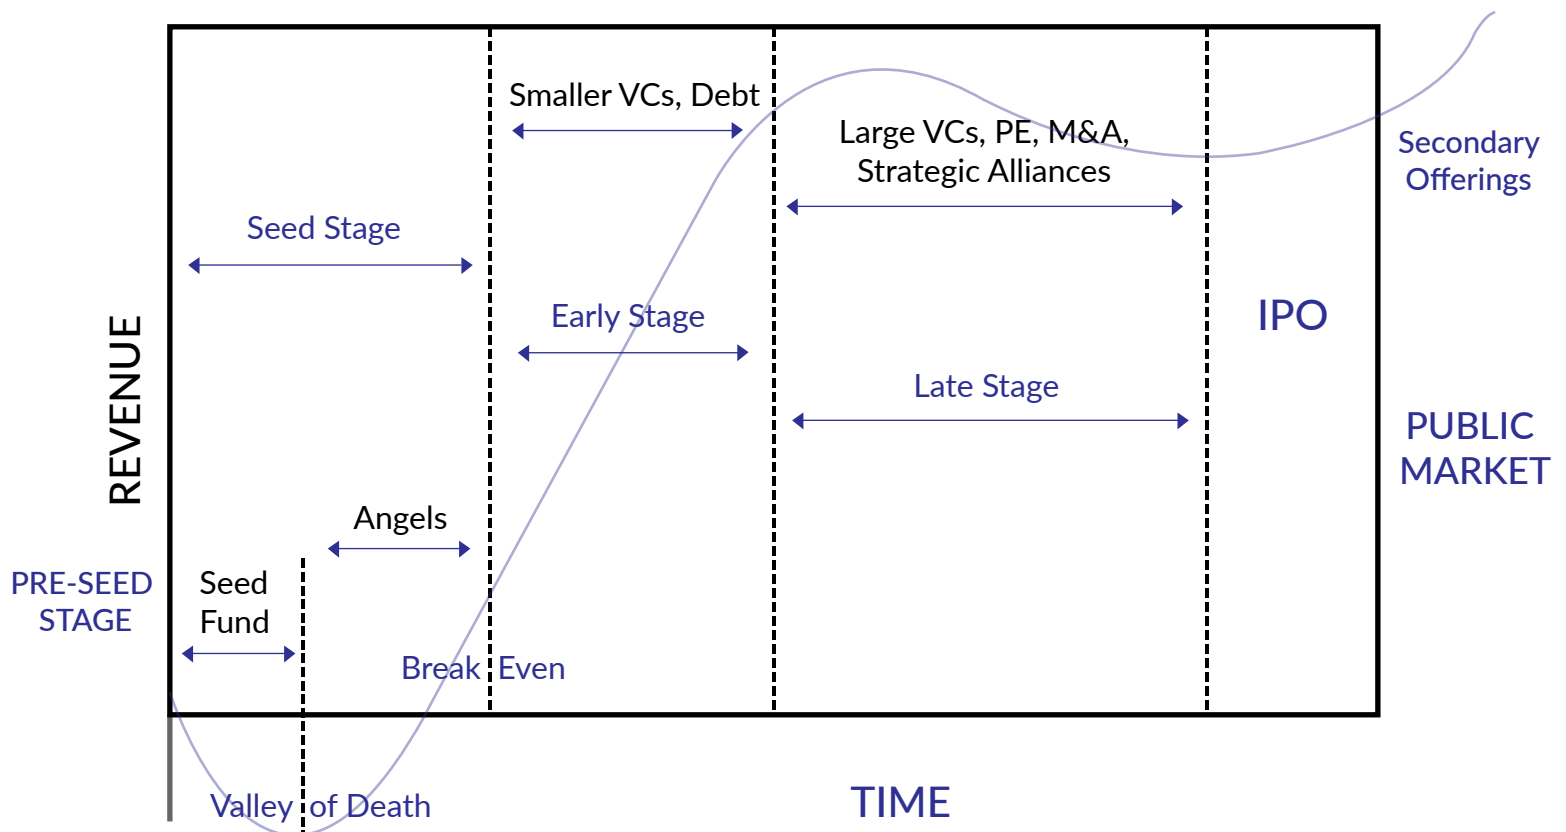 Smaller VCs, Debt
Large VCs, PE, M&A,
Strategic Alliances
Secondary
Offerings
Seed Stage
Early Stage
IPO
Late Stage
REVENUE
PUBLIC
MARKET
Angels
PRE-SEED
STAGE
Seed
Fund
Break Even
Valley of Death
TIME